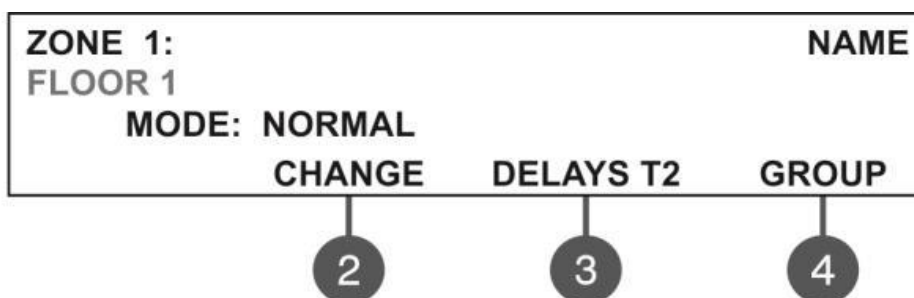 ZONE 1: NAME
FLOOR 1
MODE: NORMAL
CHANGE DELAYS T2 GROUP
2 3 4